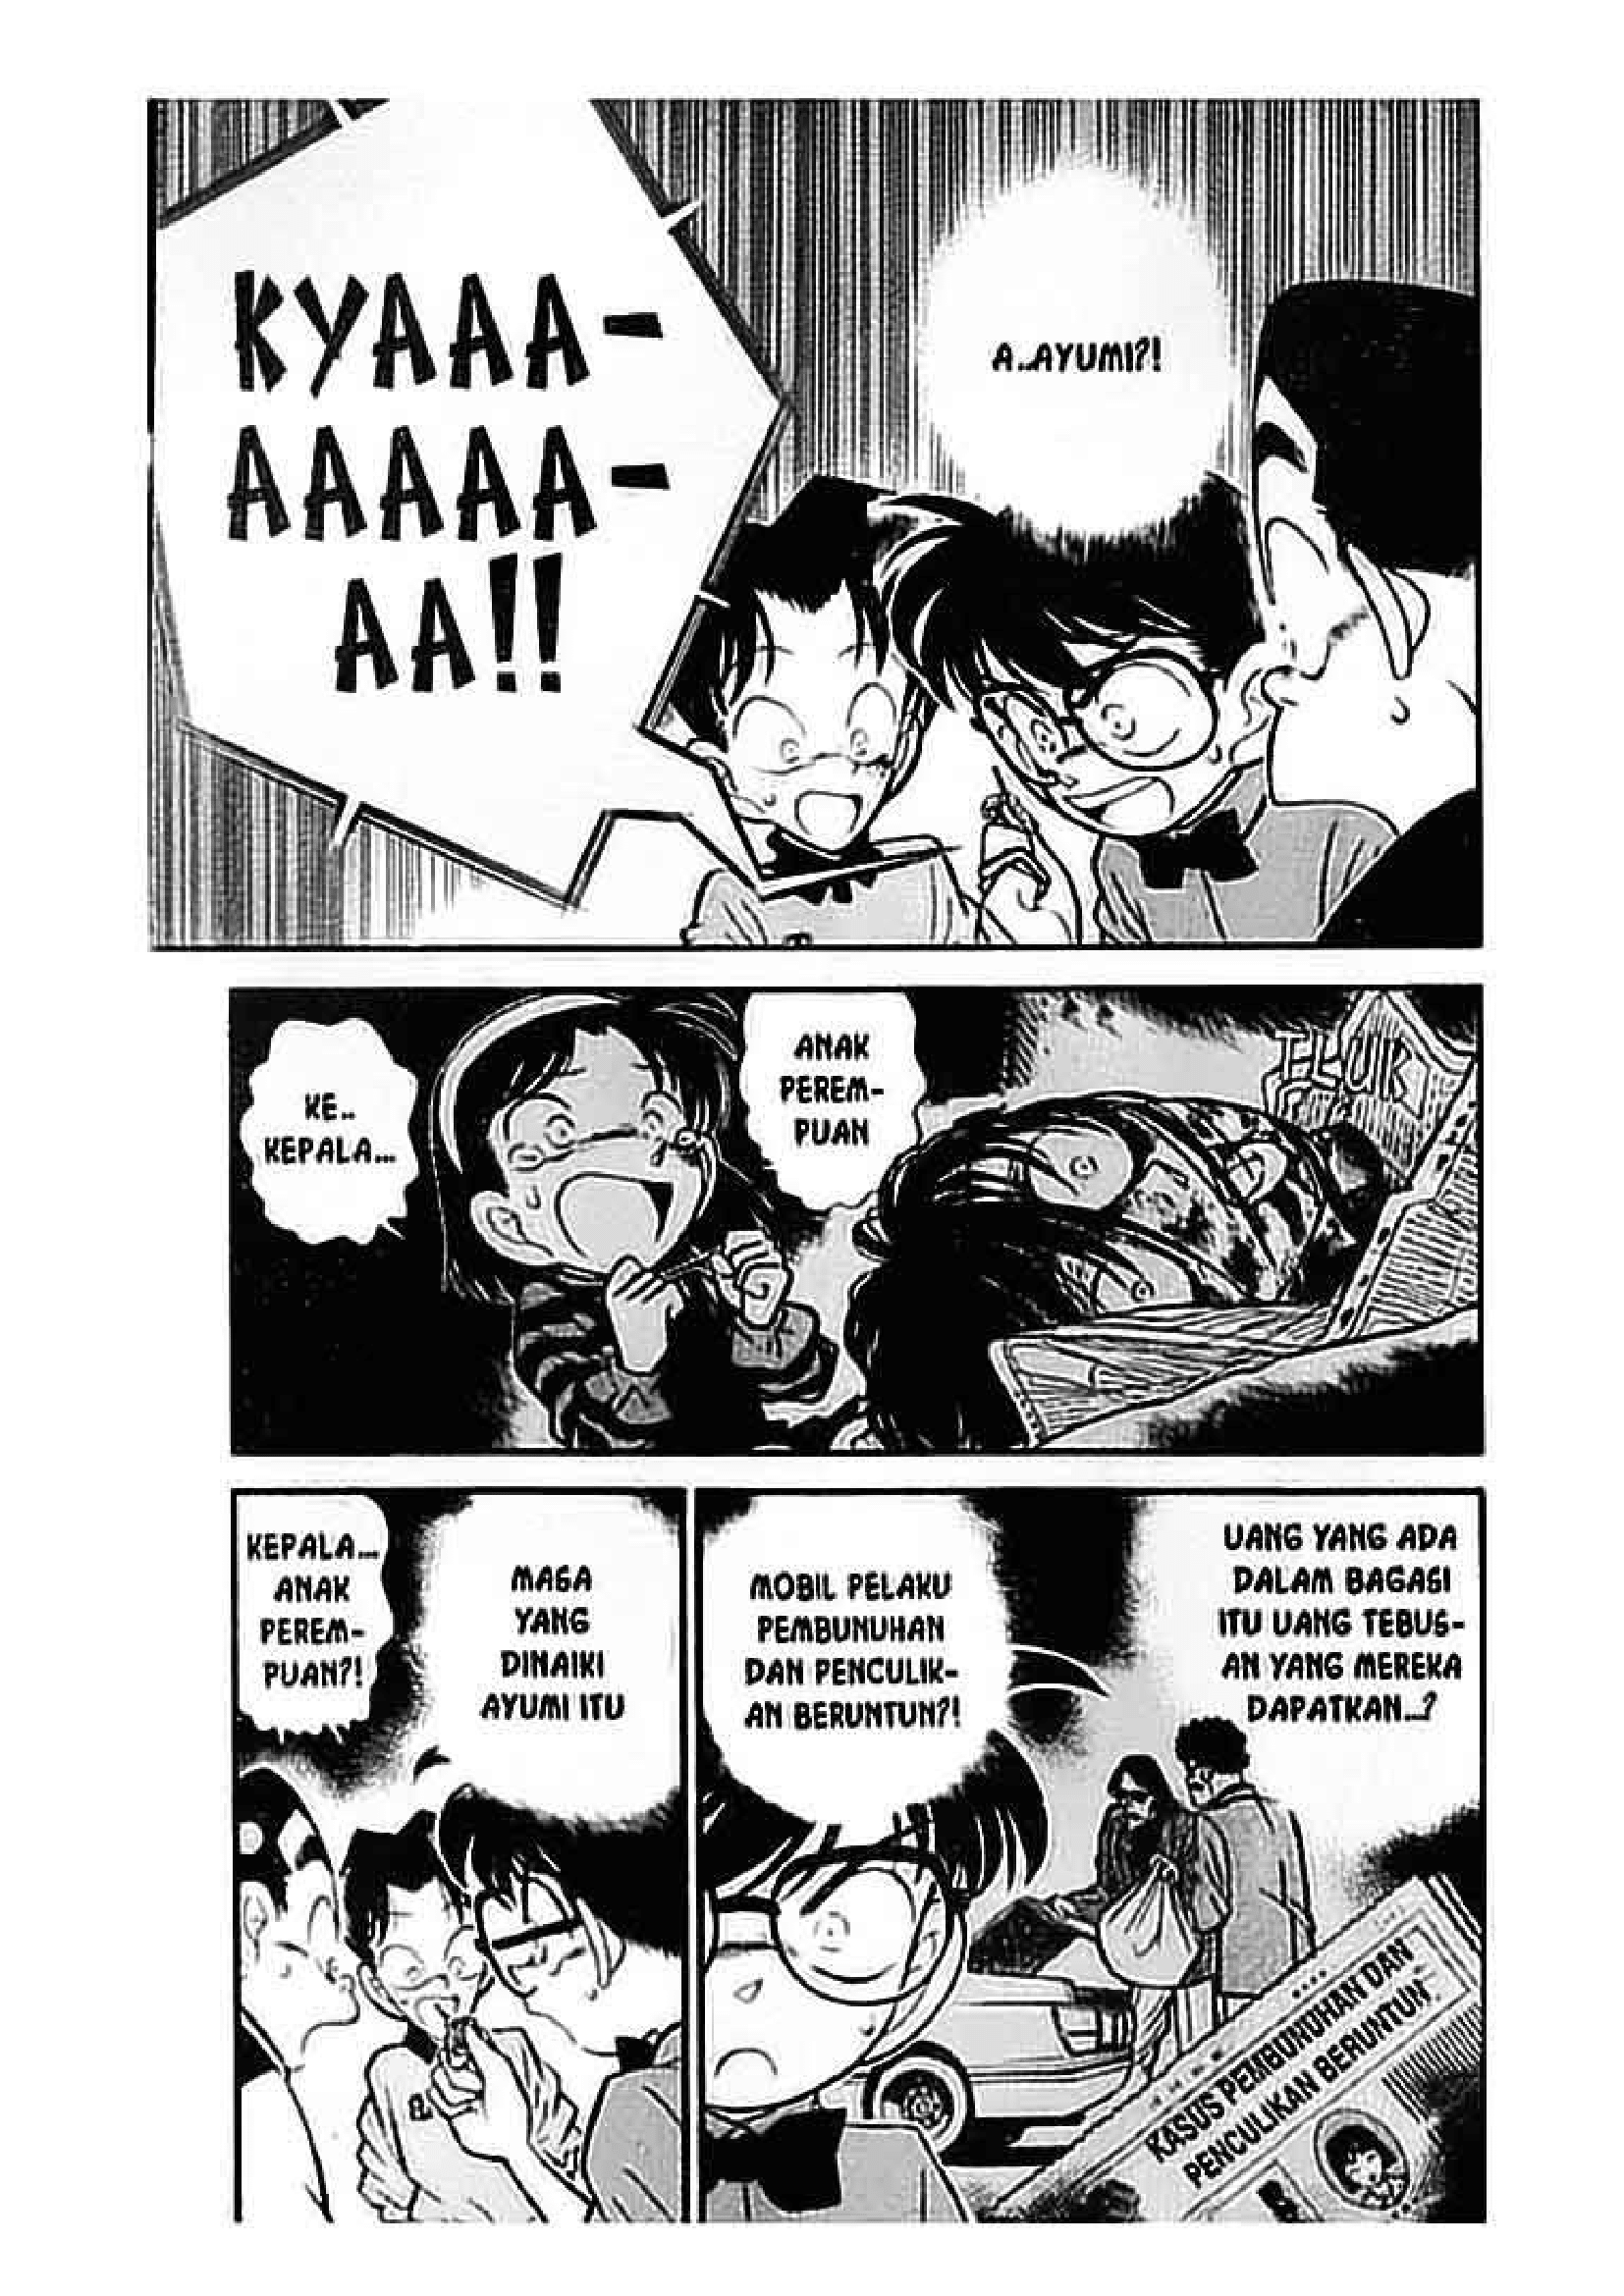 A..AYUMI?!
KYAAA-
AAAAA-
AA!!
ANAK
PEREM-
PUAN
KE..
KEPALA...
UANG YANG ADA
DALAM BAGASI
ITU UANG TEBUS-
AN YANG MEREKA
DAPATKAN...?
MOBIL PELAKU
PEMBUNUHAN
DAN PENCULIK-
AN BERUNTUN?!
KASUS PEMBUNUHAN DAN
PENCULIKAN BERUNTUN
MASA
YANG
DINAIKI
AYUMI ITU
KEPALA...
ANAK
PEREM-
PUAN?!